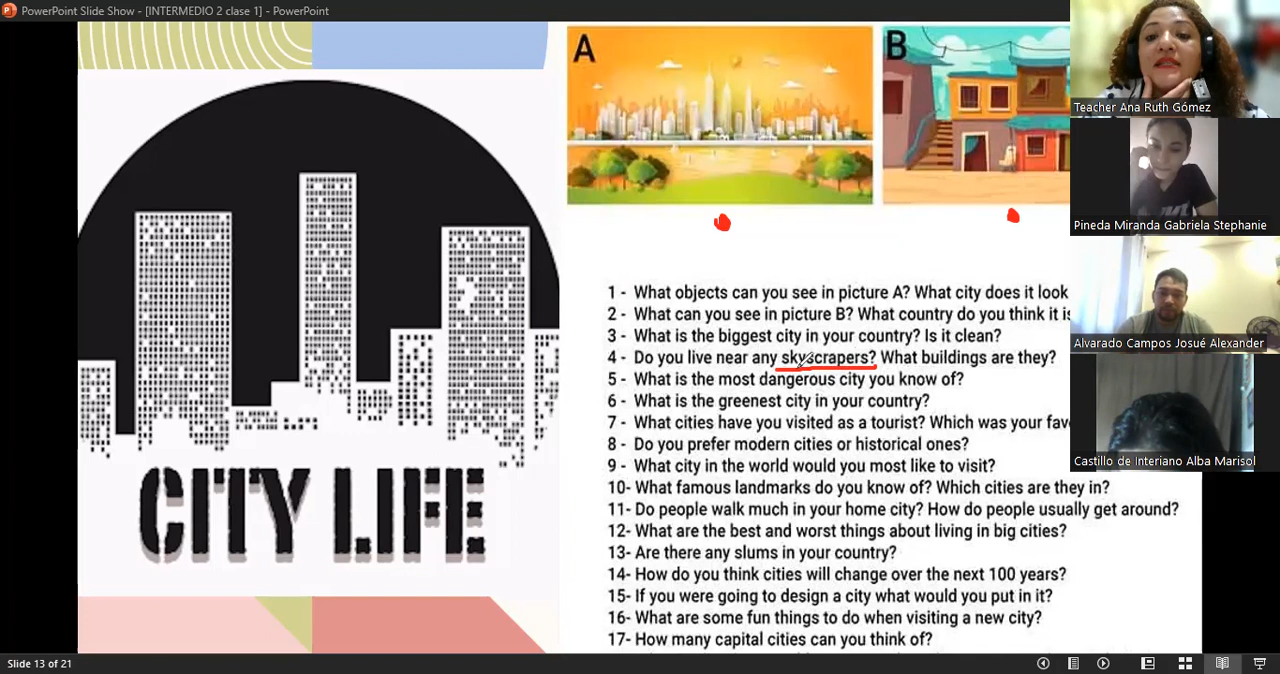 PowerPoint Slide Show - [INTERMEDIO 2 clase 1] - PowerPoint
A
B
Teacher Ana Ruth Gómez
Pineda Miranda Gabriela Stephanie
Alvarado Campos Josué Alexander
Castillo de Interiano Alba Marisol
CITY LIFE
1 - What objects can you see in picture A? What city does it look
2 - What can you see in picture B? What country do you think it is
3 - What is the biggest city in your country? Is it clean?
4 - Do you live near any skyscrapers? What buildings are they?
5 - What is the most dangerous city you know of?
6 - What is the greenest city in your country?
7 - What cities have you visited as a tourist? Which was your fav
8 - Do you prefer modern cities or historical ones?
9 - What city in the world would you most like to visit?
10- What famous landmarks do you know of? Which cities are they in?
11- Do people walk much in your home city? How do people usually get around?
12- What are the best and worst things about living in big cities?
13- Are there any slums in your country?
14- How do you think cities will change over the next 100 years?
15- If you were going to design a city what would you put in it?
16- What are some fun things to do when visiting a new city?
17- How many capital cities can you think of?
Slide 13 of 21